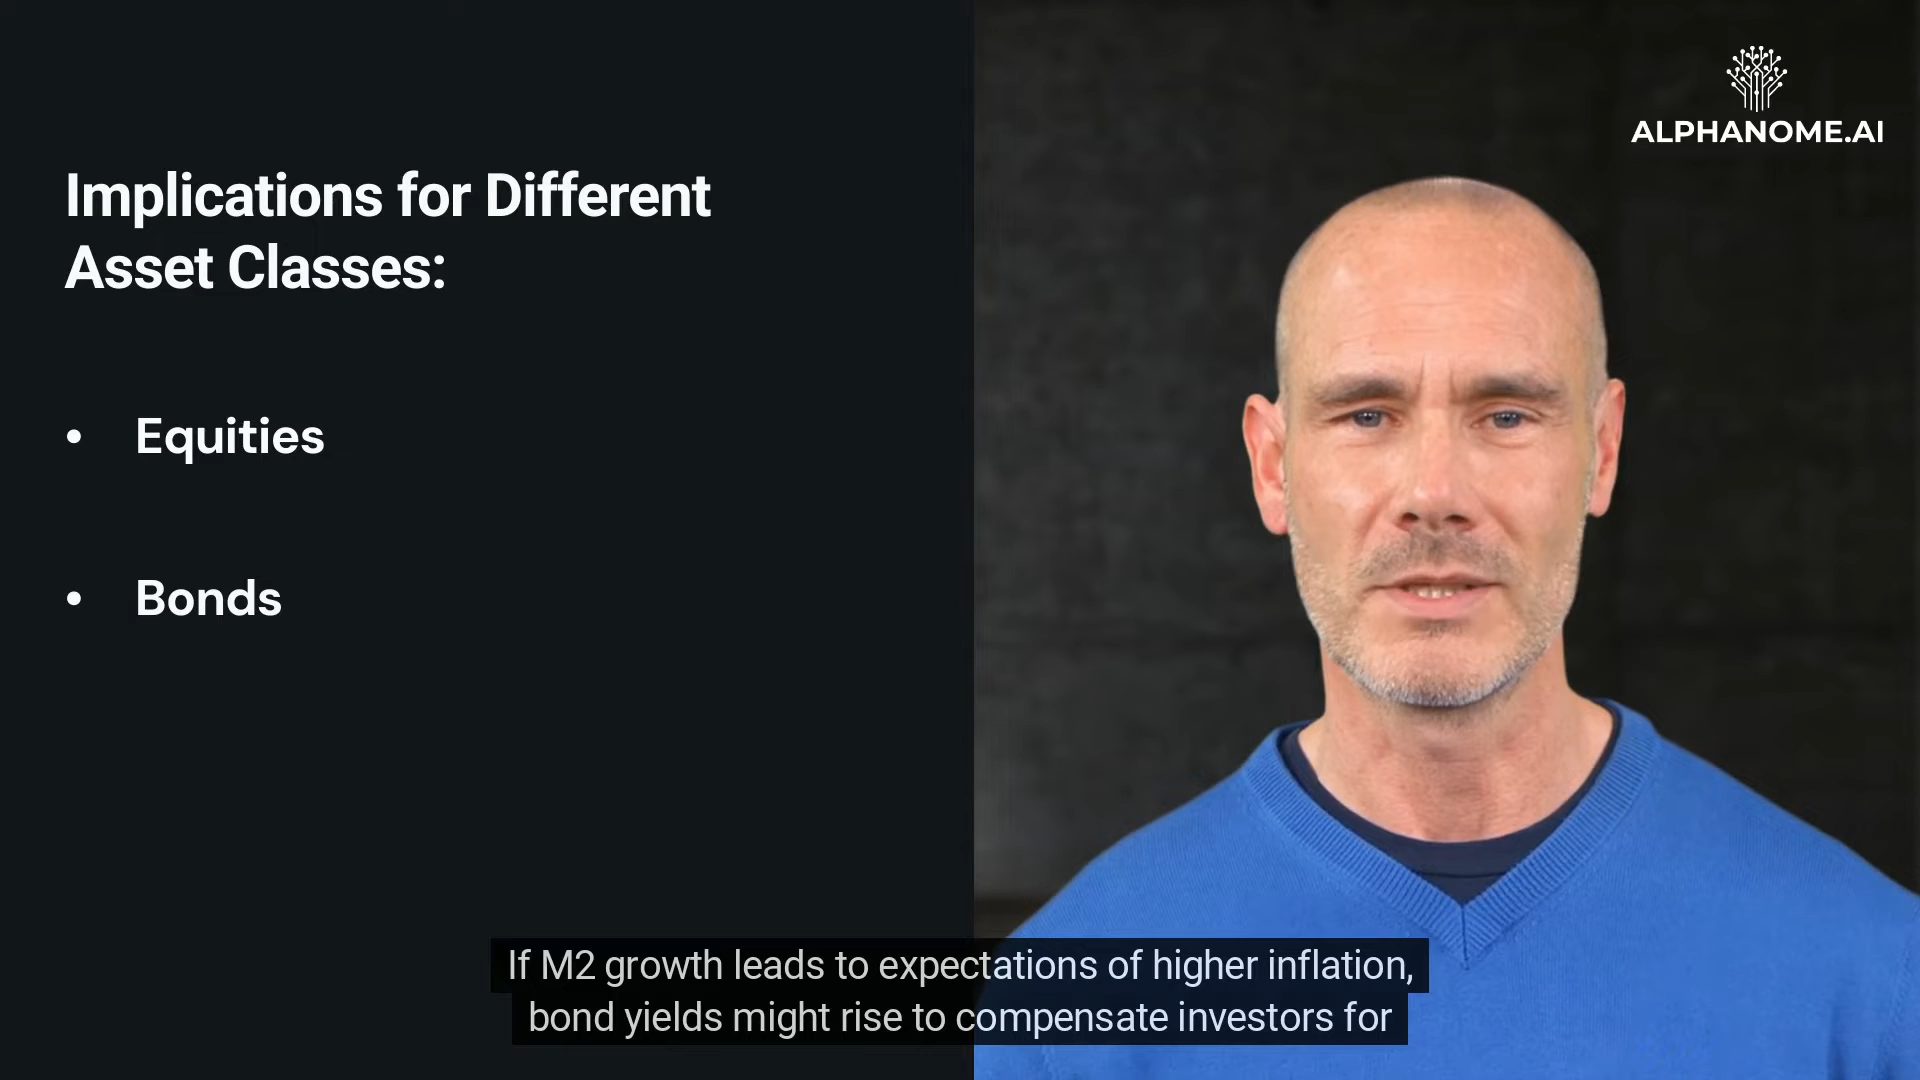 ALPHANOME.AI
Implications for Different
Asset Classes:
• Equities
• Bonds
If M2 growth leads to expectations of higher inflation,
bond yields might rise to compensate investors for